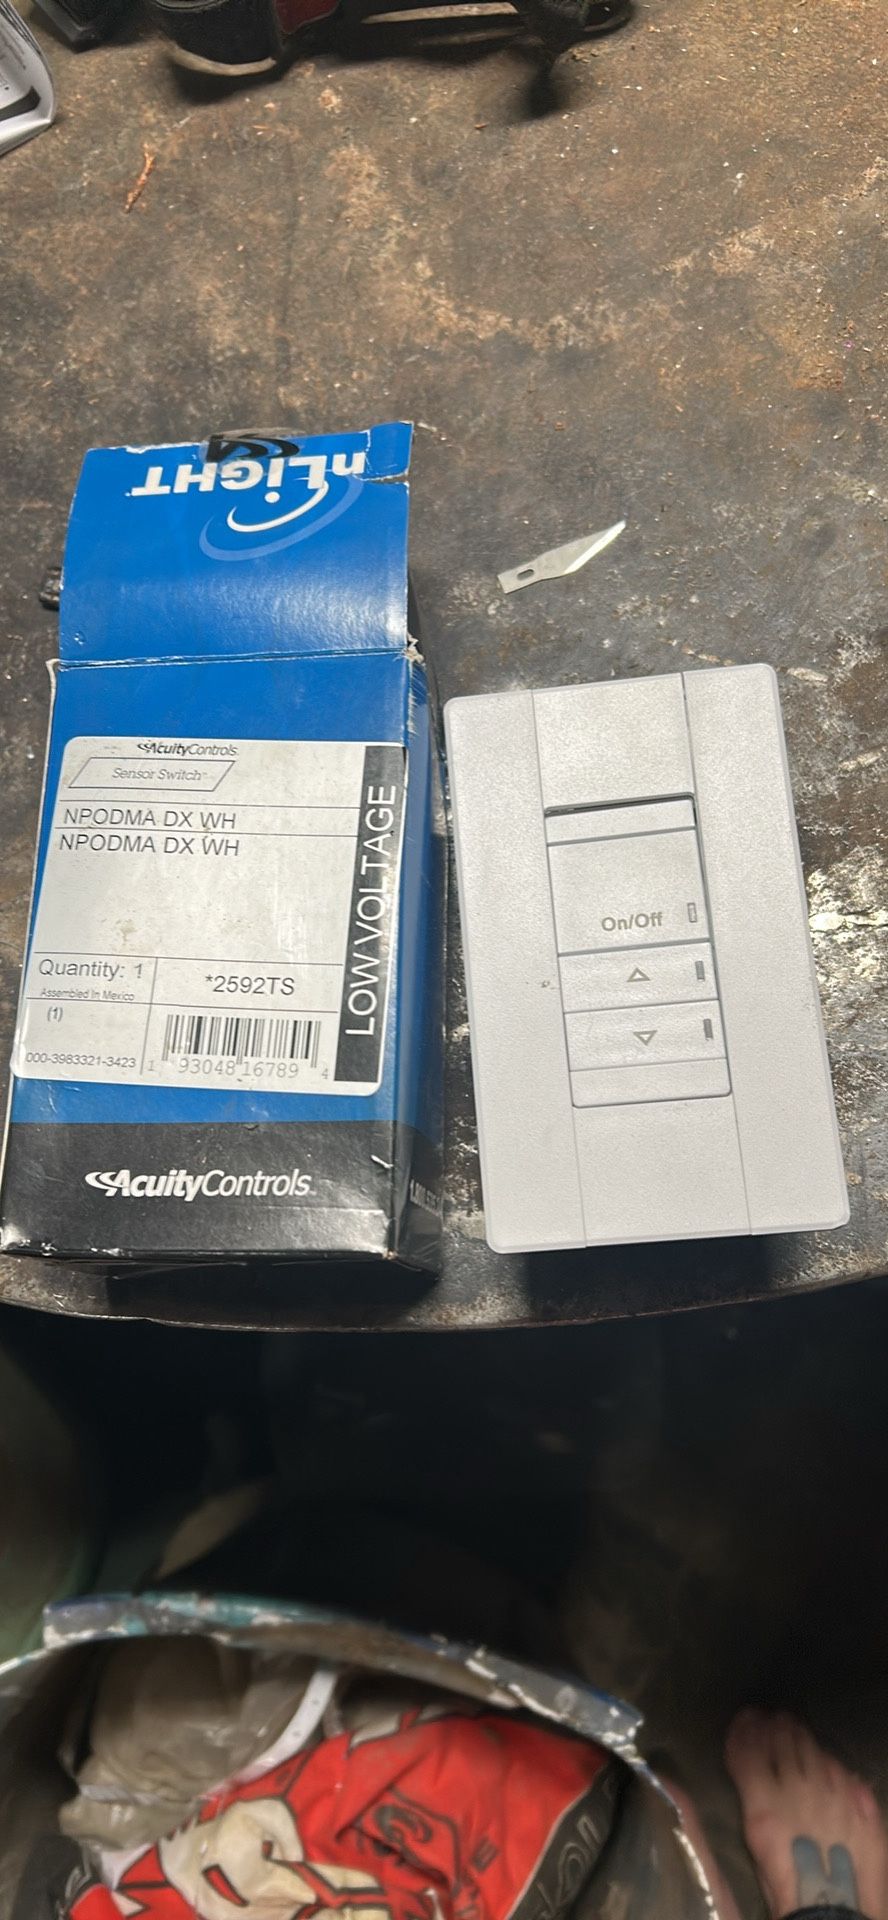 nLIGHT
AcuityControls
Sensor Switch
NPODMA DX WH
NPODMA DX WH
LOW VOLTAGE
Quantity: 1
Assembled In Mexico
*2592TS
(1)
000-3983321-3423
1 93048 16789 4
AcuityControls
On/Off